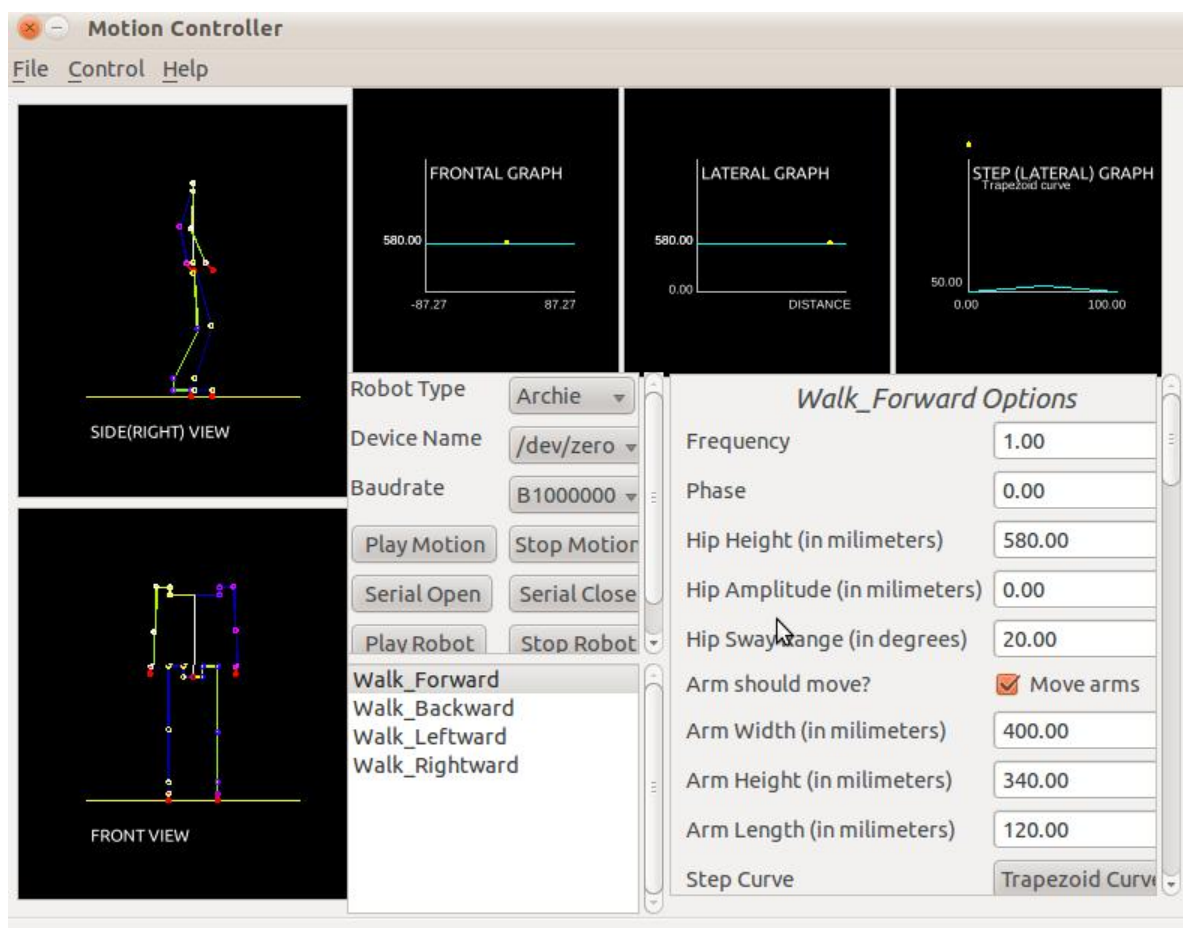 Motion Controller
File Control Help
SIDE(RIGHT) VIEW
FRONT VIEW
FRONTAL GRAPH
580.00
-87.27 87.27
LATERAL GRAPH
580.00
0.00
DISTANCE
STEP (LATERAL) GRAPH
Trapezoid curve
50.00
0.00 100.00
Robot Type Archie
Device Name /dev/zero
Baudrate B1000000
Play Motion Stop Motion
Serial Open Serial Close
Play Robot Stop Robot
Walk_Forward
Walk_Backward
Walk_Leftward
Walk_Rightward
Walk_Forward Options
Frequency 1.00
Phase 0.00
Hip Height (in milimeters) 580.00
Hip Amplitude (in milimeters) 0.00
Hip Sway Range (in degrees) 20.00
Arm should move? Move arms
Arm Width (in milimeters) 400.00
Arm Height (in milimeters) 340.00
Arm Length (in milimeters) 120.00
Step Curve Trapezoid Curve